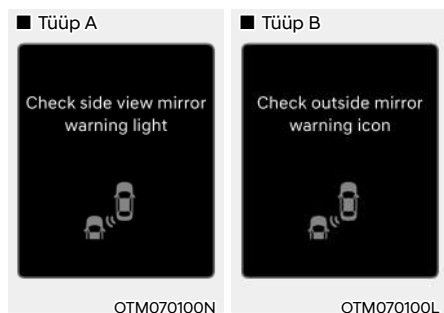 ■ Tüüp A
Check side view mirror
warning light
OTM070100N
■ Tüüp B
Check outside mirror
warning icon
OTM070100L